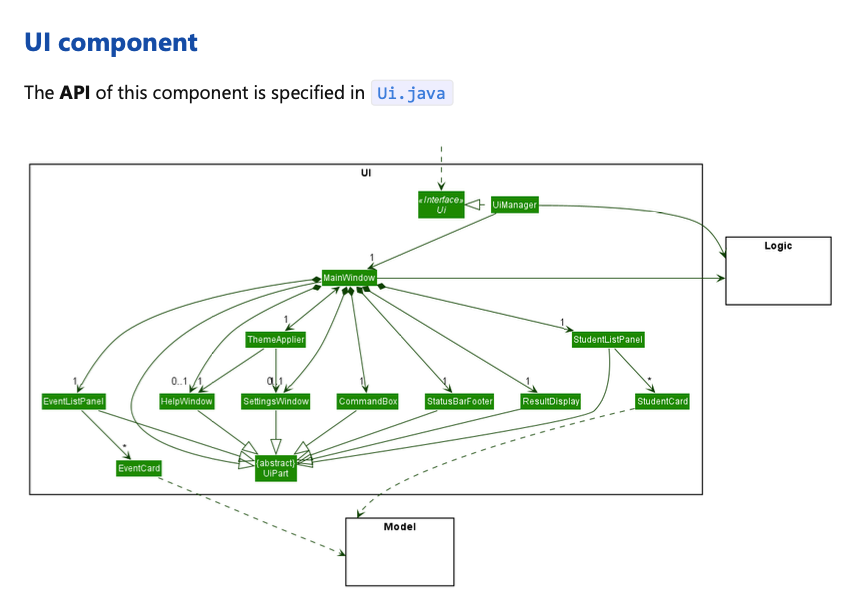 UI component
The API of this component is specified in Ui.java
UI
«Interface»
Ui
UiManager
Logic
1
MainWindow
1
ThemeApplier
1
StudentListPanel
1
0..1
1
0..1
1
1
1
*
EventListPanel
HelpWindow
SettingsWindow
CommandBox
StatusBarFooter
ResultDisplay
StudentCard
*
EventCard
{abstract}
UiPart
Model